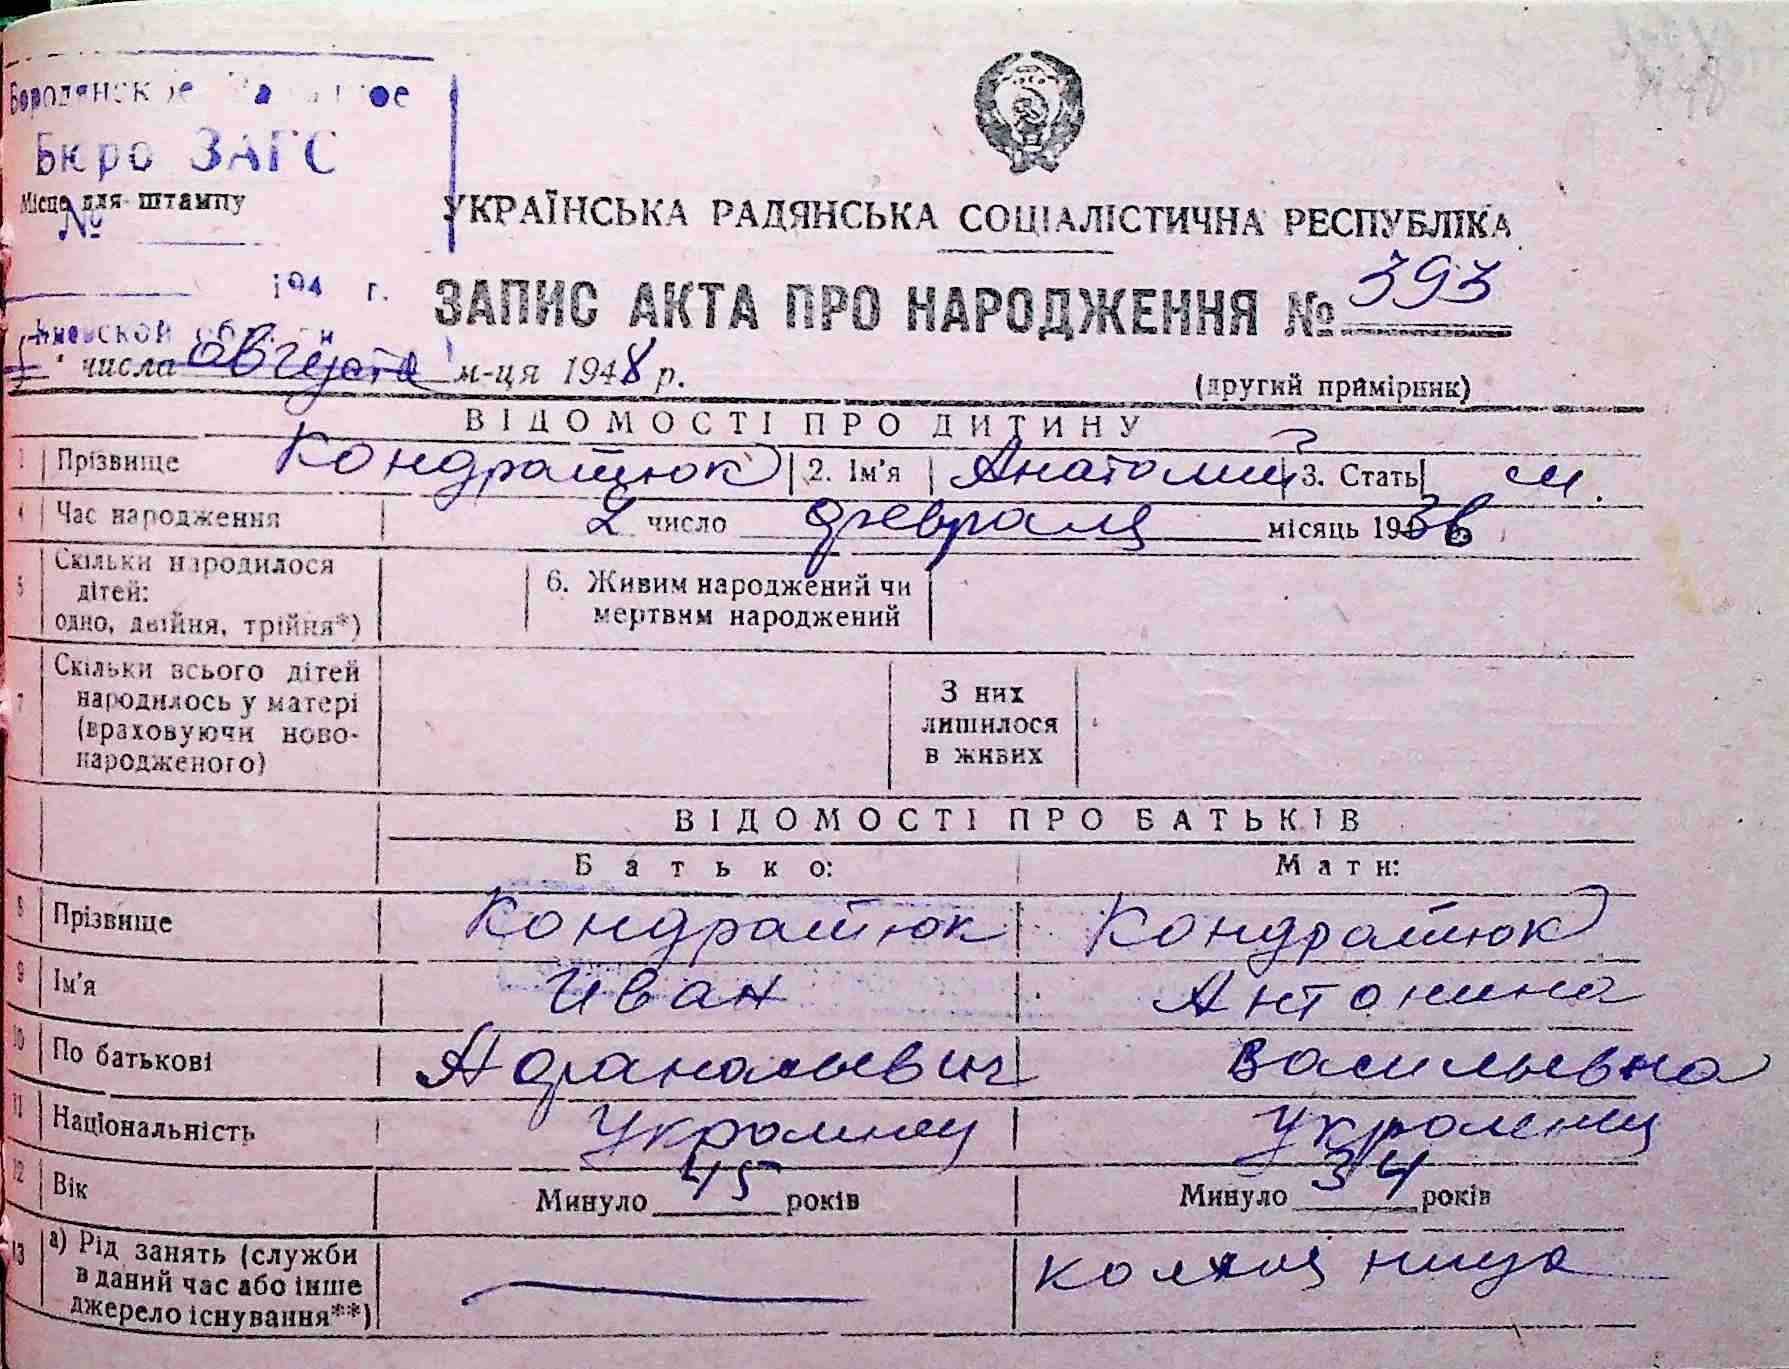 Бородянское Ра
Бюро ЗАГС
Місце для штампу
№
194 г.
Киевской обл
УКРАЇНСЬКА РАДЯНСЬКА СОЦІАЛІСТИЧНА РЕСПУБЛІКА
ЗАПИС АКТА ПРО НАРОДЖЕННЯ № 393
числа августа м-ця 1948 р.
(другий примірник)
ВІДОМОСТІ ПРО ДИТИНУ
1 Прізвище Кондратюк 2. Ім'я Анатолий 3. Стать м.
4 Час народження 2 число февраля місяць 1936
5 Скільки народилося дітей: одно, двійня, трійня*) 6. Живим народжений чи мертвим народжений
7 Скільки всього дітей народилось у матері (враховуючи новонародженого) З них лишилося в живих
ВІДОМОСТІ ПРО БАТЬКІВ
Батько: Мати:
8 Прізвище Кондратюк Кондратюк
9 Ім'я Иван Антонина
10 По батькові Васильевна
11 Національність Украинец Украинец
12 Вік Минуло 45 років Минуло 34 років
13 а) Рід занять (служби в даний час або інше джерело існування**) колхозница